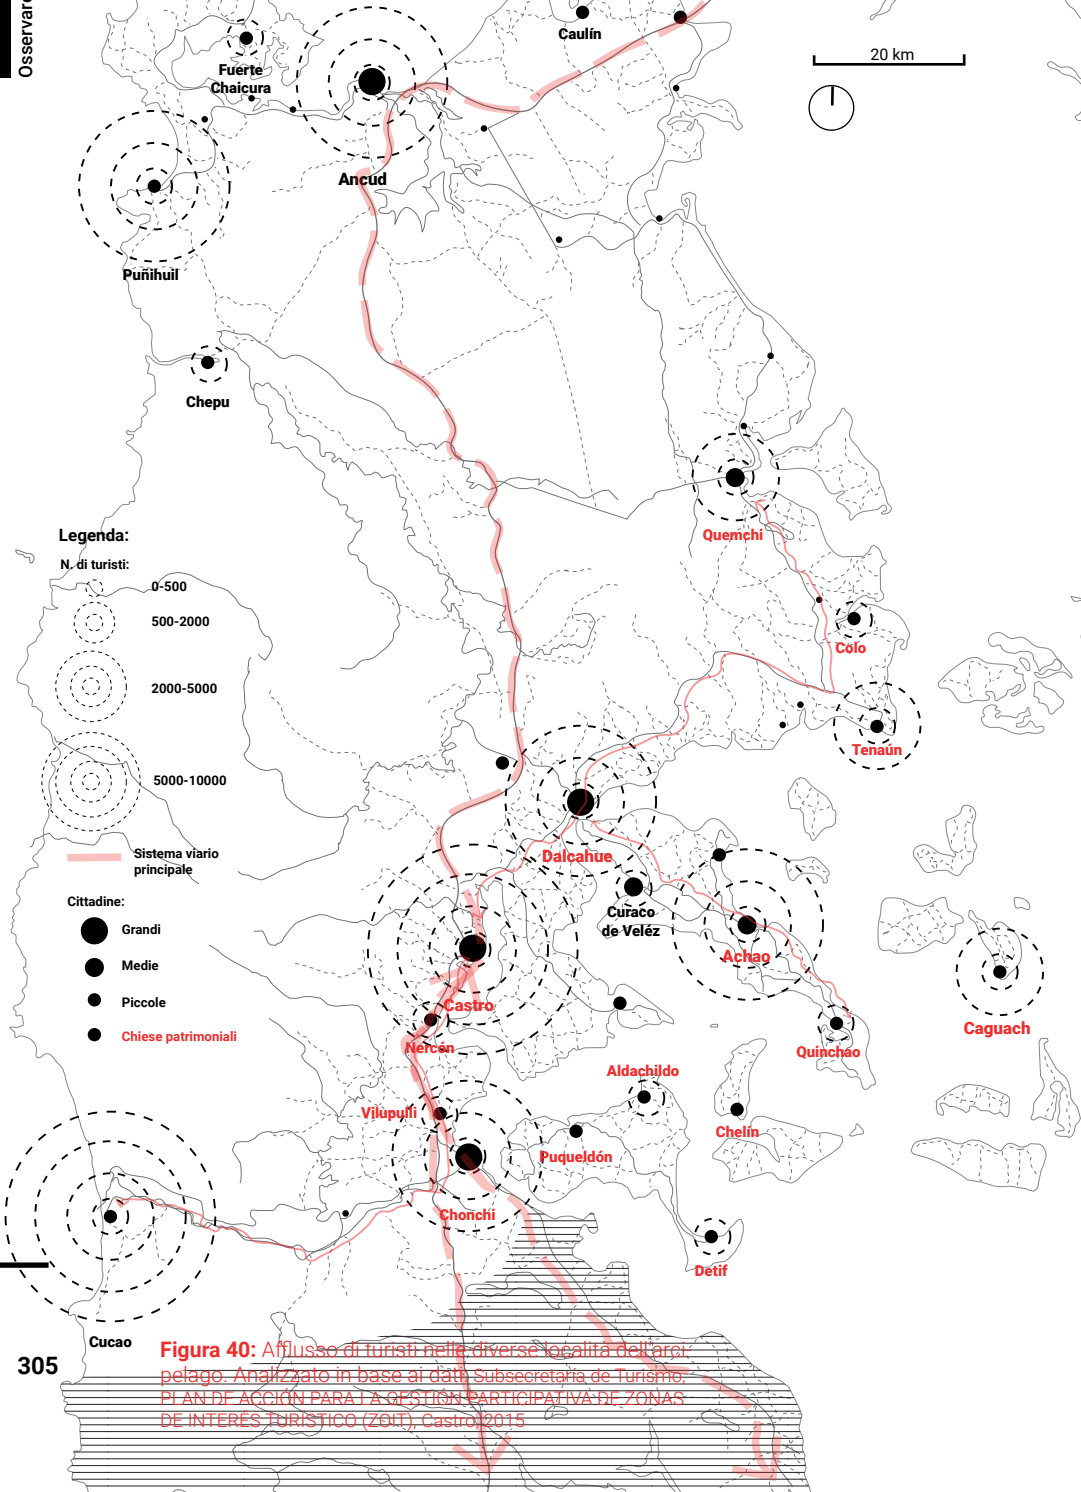 Osservare
Caulín
20 km
Fuerte
Chaicura
Ancud
Puñihuil
Chepu
Legenda:
N. di turisti:
0-500
500-2000
2000-5000
5000-10000
Sistema viario
principale
Cittadine:
Grandi
Medie
Piccole
Chiese patrimoniali
Quemchi
Colo
Tenaún
Dalcahue
Curaco
de Veléz
Achao
Castro
Caguach
Nercón
Quinchao
Aldachildo
Vilupulli
Chelín
Puqueldón
Chonchi
Detif
Cucao
305
Figura 40: Afflusso di turisti nelle diverse località dell'arci-
pelago. Analizzato in base ai dati: Subsecretaría de Turismo,
PLAN DE ACCIÓN PARA LA GESTIÓN PARTICIPATIVA DE ZONAS
DE INTERÉS TURÍSTICO (ZOIT), Castro, 2015